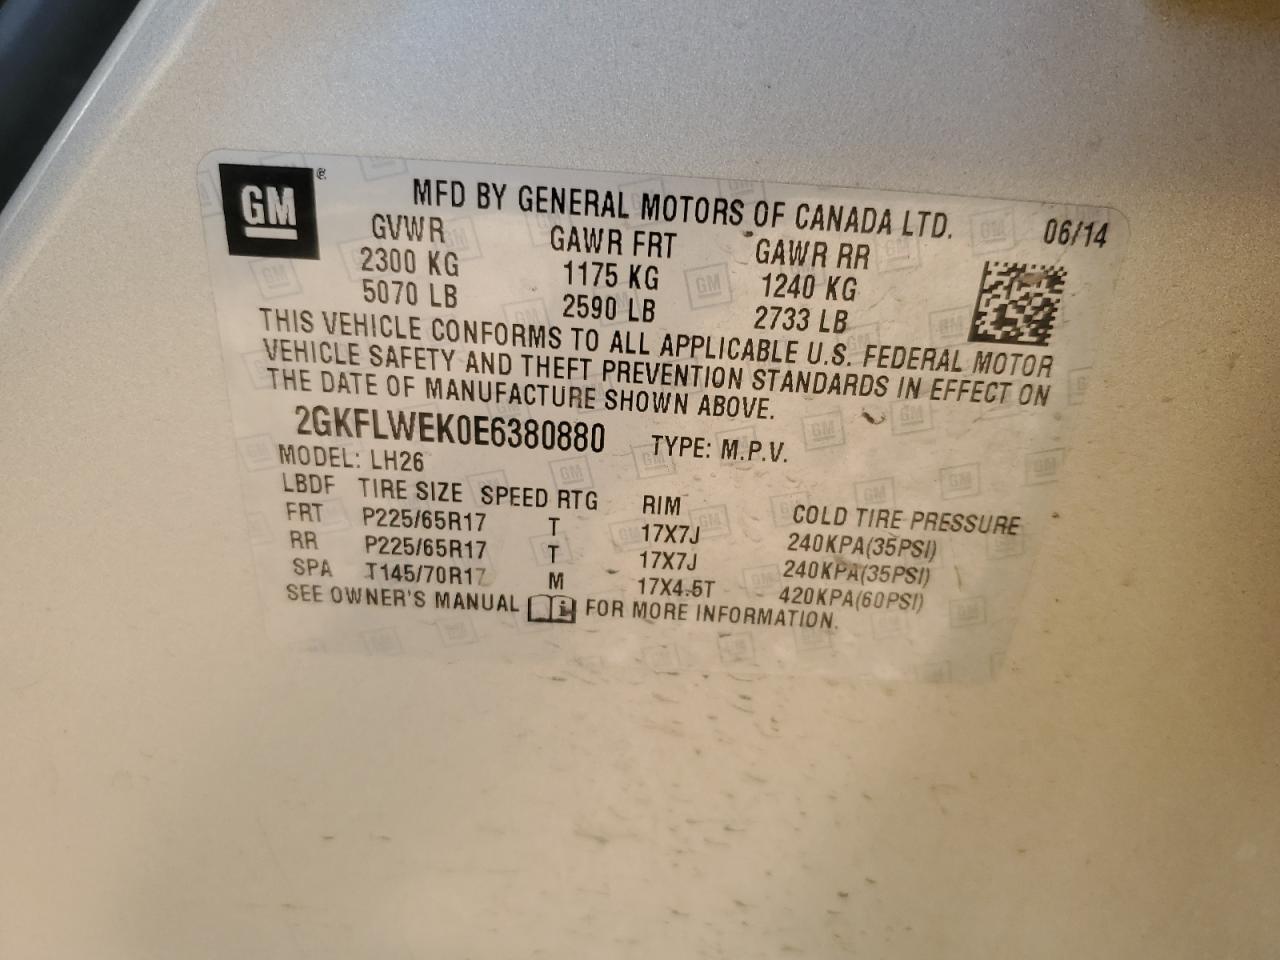 GM ®
MFD BY GENERAL MOTORS OF CANADA LTD. 06/14
GVWR GAWR FRT GAWR RR
2300 KG 1175 KG 1240 KG
5070 LB 2590 LB 2733 LB
THIS VEHICLE CONFORMS TO ALL APPLICABLE U.S. FEDERAL MOTOR
VEHICLE SAFETY AND THEFT PREVENTION STANDARDS IN EFFECT ON
THE DATE OF MANUFACTURE SHOWN ABOVE.
2GKFLWEK0E6380880 TYPE: M.P.V.
MODEL: LH26
LBDF TIRE SIZE SPEED RTG RIM COLD TIRE PRESSURE
FRT P225/65R17 T 17X7J 240KPA(35PSI)
RR P225/65R17 T 17X7J 240KPA(35PSI)
SPA T145/70R17 M 17X4.5T 420KPA(60PSI)
SEE OWNER'S MANUAL FOR MORE INFORMATION.